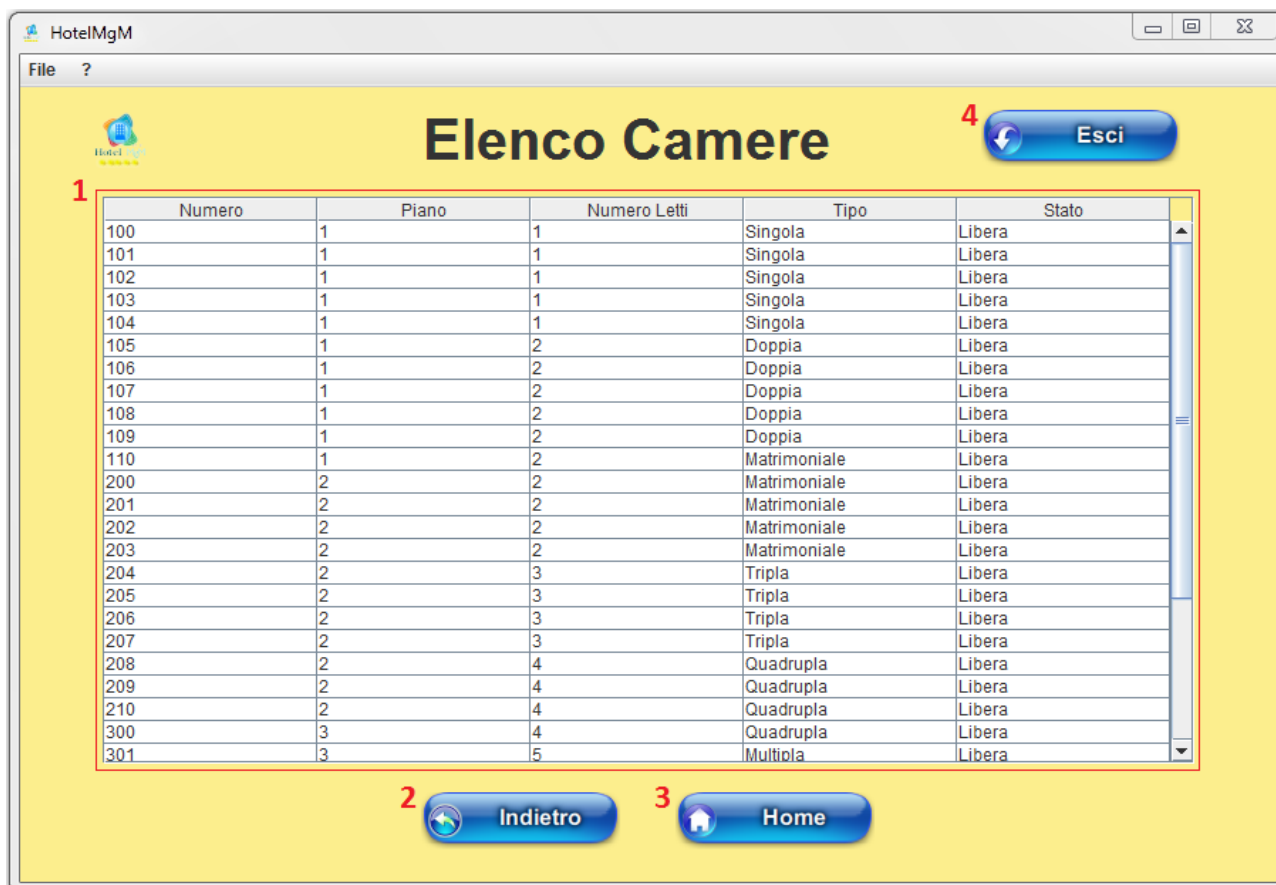 HotelMgM
File ?
Elenco Camere
4
Esci
Hotel
1
Numero Piano Numero Letti Tipo Stato
100 1 1 Singola Libera
101 1 1 Singola Libera
102 1 1 Singola Libera
103 1 1 Singola Libera
104 1 1 Singola Libera
105 1 2 Doppia Libera
106 1 2 Doppia Libera
107 1 2 Doppia Libera
108 1 2 Doppia Libera
109 1 2 Doppia Libera
110 1 2 Matrimoniale Libera
200 2 2 Matrimoniale Libera
201 2 2 Matrimoniale Libera
202 2 2 Matrimoniale Libera
203 2 2 Matrimoniale Libera
204 2 3 Tripla Libera
205 2 3 Tripla Libera
206 2 3 Tripla Libera
207 2 3 Tripla Libera
208 2 4 Quadrupla Libera
209 2 4 Quadrupla Libera
210 2 4 Quadrupla Libera
300 3 4 Quadrupla Libera
301 3 5 Multipla Libera
2 Indietro
3 Home